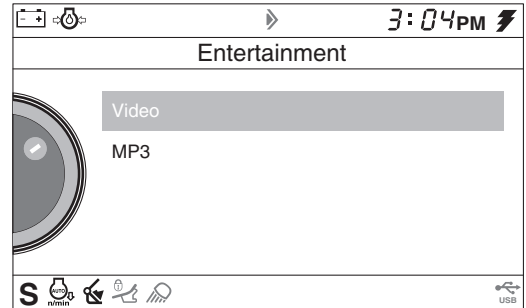 3:04PM
Entertainment
Video
MP3
S AUTO n/min USB